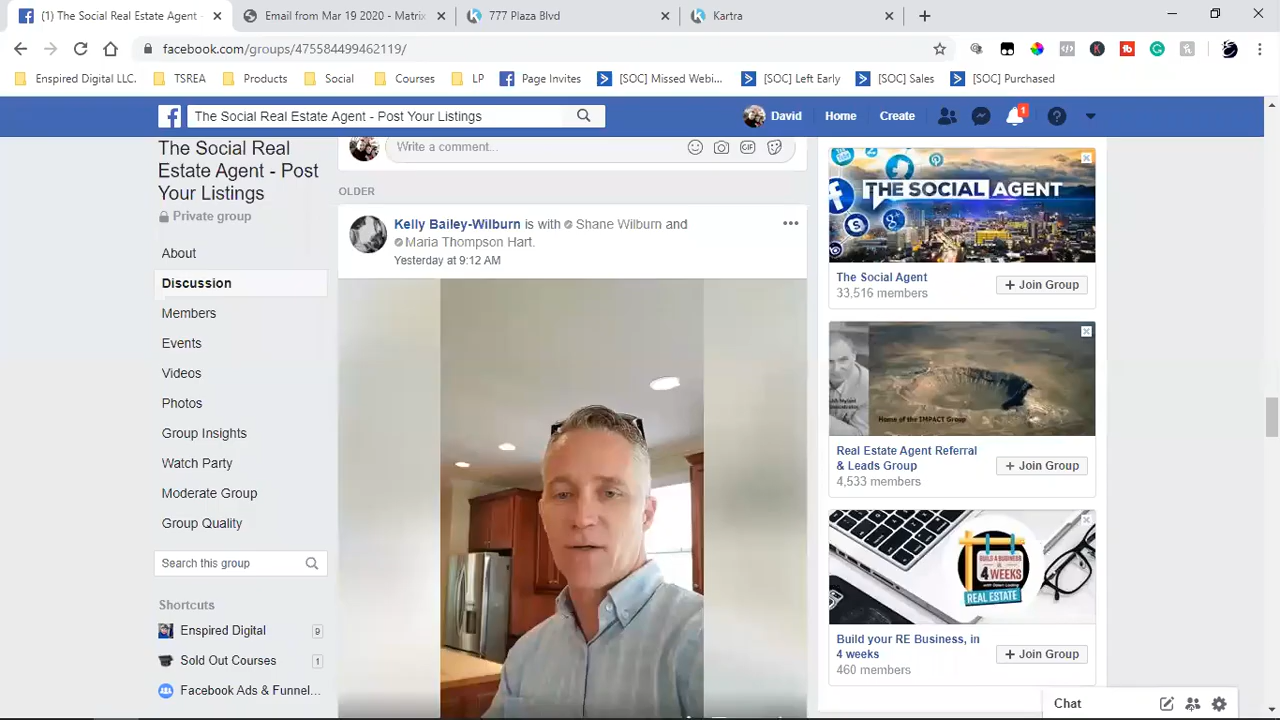 (1) The Social Real Estate Agent -
Email from Mar 19 2020 - Matrix
777 Plaza Blvd
Kartra
facebook.com/groups/475584499462119/
Enspired Digital LLC.
TSREA
Products
Social
Courses
LP
Page Invites
[SOC] Missed Webi...
[SOC] Left Early
[SOC] Sales
[SOC] Purchased
The Social Real Estate Agent - Post Your Listings
David
Home
Create
1
The Social Real
Estate Agent - Post
Your Listings
Private group
About
Discussion
Members
Events
Videos
Photos
Group Insights
Watch Party
Moderate Group
Group Quality
Search this group
Shortcuts
Enspired Digital 9
Sold Out Courses 1
Facebook Ads & Funnel...
Write a comment...
GIF
OLDER
Kelly Bailey-Wilburn is with Shane Wilburn and
Maria Thompson Hart.
Yesterday at 9:12 AM
THE SOCIAL AGENT
The Social Agent
33,516 members
+ Join Group
Home of the IMPACT Group
Real Estate Agent Referral
& Leads Group
4,533 members
+ Join Group
BUILD A BUSINESS
IN
4 WEEKS
REAL ESTATE
Build your RE Business, in
4 weeks
460 members
+ Join Group
Chat